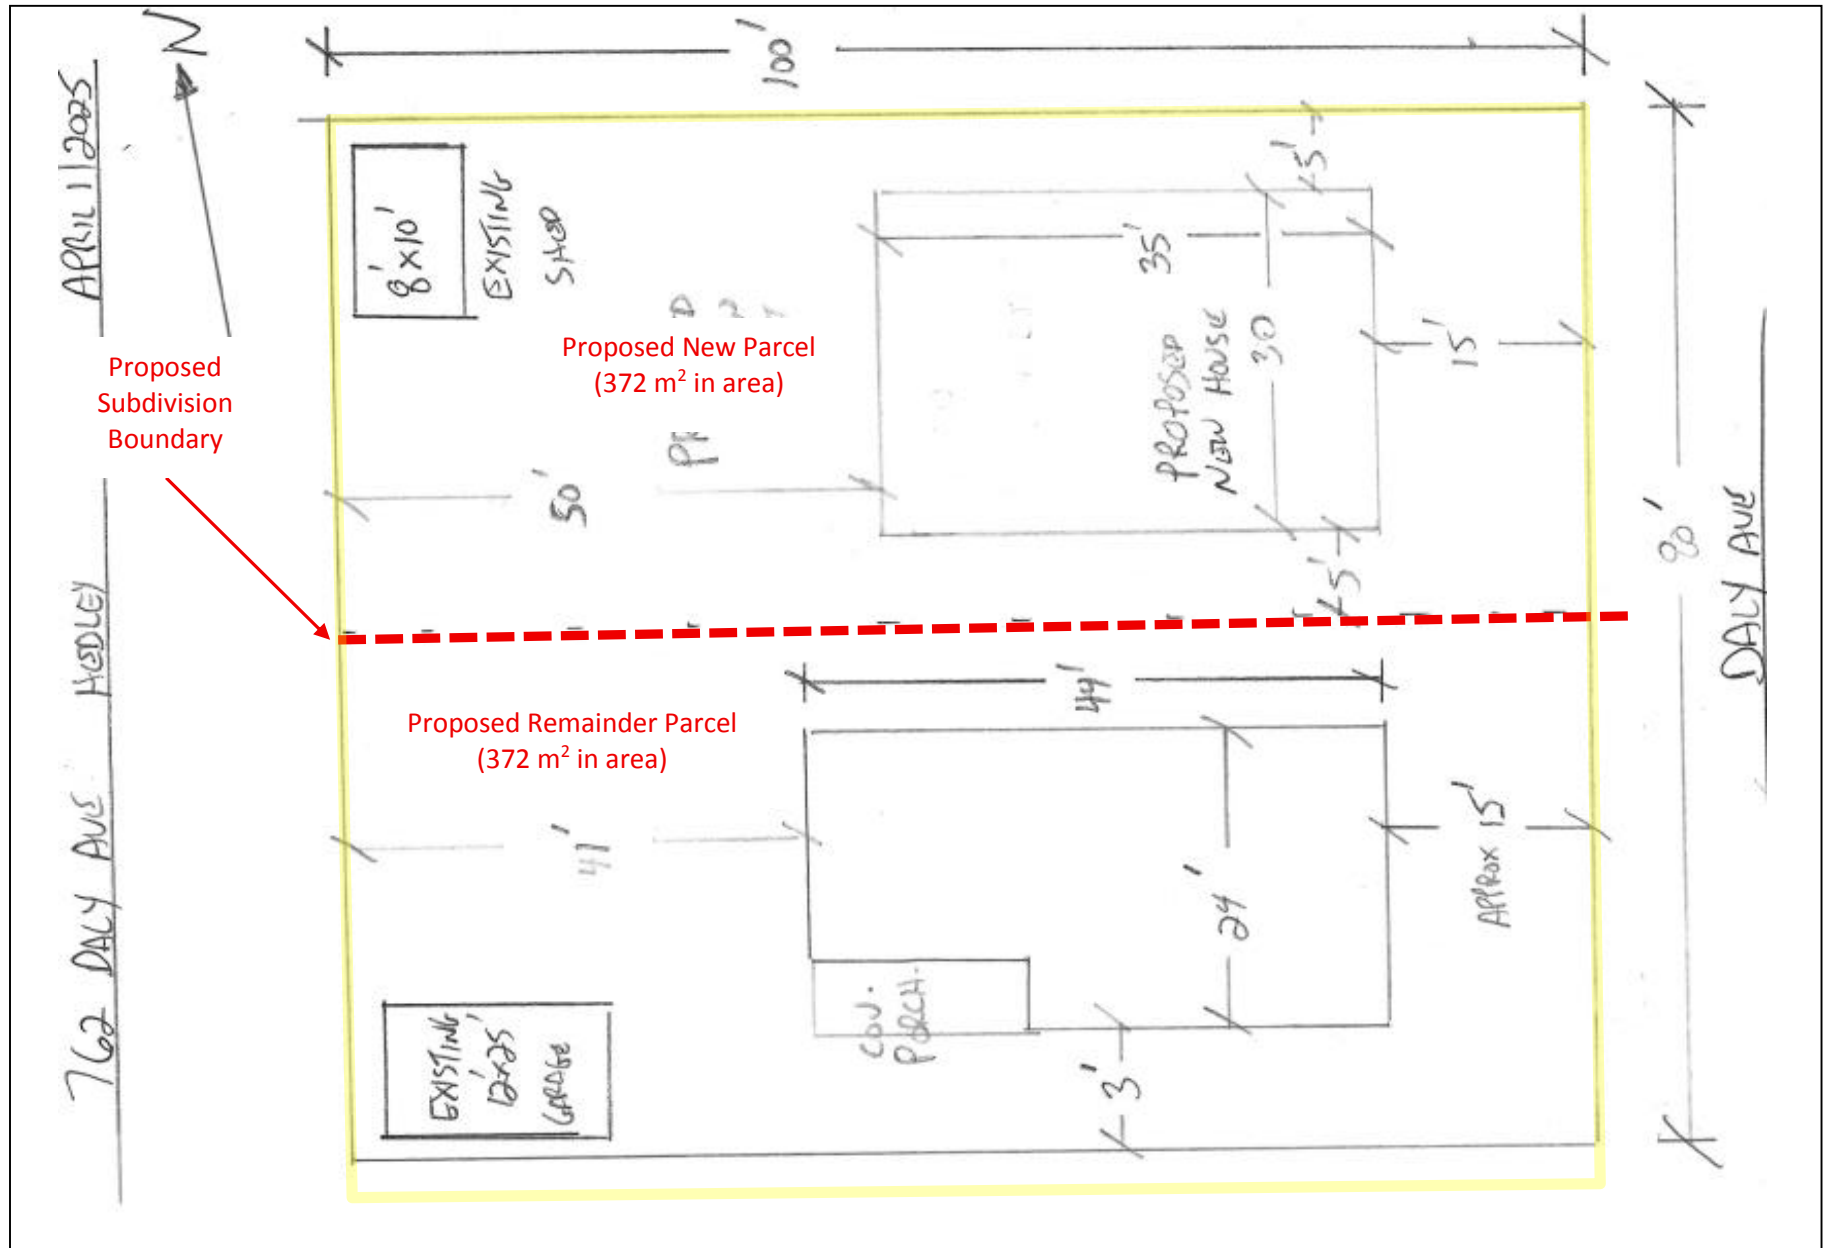 N
100'
APRIL 11 2025
8'x10'
EXISTING
SHED
5'
35'
30
PROPOSED
NEW HOUSE
15'
Proposed New Parcel
(372 m² in area)
Proposed
Subdivision
Boundary
50'
5'
80'
DALY AVE
762 DALY AVE HEDLEY
44'
Proposed Remainder Parcel
(372 m² in area)
41'
24'
APPROX 15'
COV.
PORCH.
3'
EXISTING
12'x25'
GARAGE